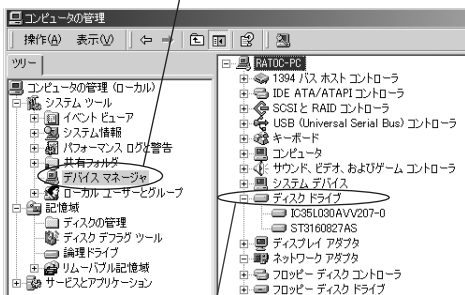 コンピュータの管理
操作(A) 表示(V)
ツリー
コンピュータの管理 (ローカル)
システム ツール
イベント ビューア
システム情報
パフォーマンス ログと警告
共有フォルダ
デバイス マネージャ
ローカル ユーザーとグループ
記憶域
ディスクの管理
ディスク デフラグ ツール
論理ドライブ
リムーバブル記憶域
サービスとアプリケーション
RATOC-PC
1394 バス ホスト コントローラ
IDE ATA/ATAPI コントローラ
SCSI と RAID コントローラ
USB (Universal Serial Bus) コントローラ
キーボード
コンピュータ
サウンド、ビデオ、およびゲーム コントローラ
システム デバイス
ディスク ドライブ
IC35L030AVV207-0
ST3160827AS
ディスプレイ アダプタ
ネットワーク アダプタ
フロッピー ディスク コントローラ
フロッピー ディスク ドライブ